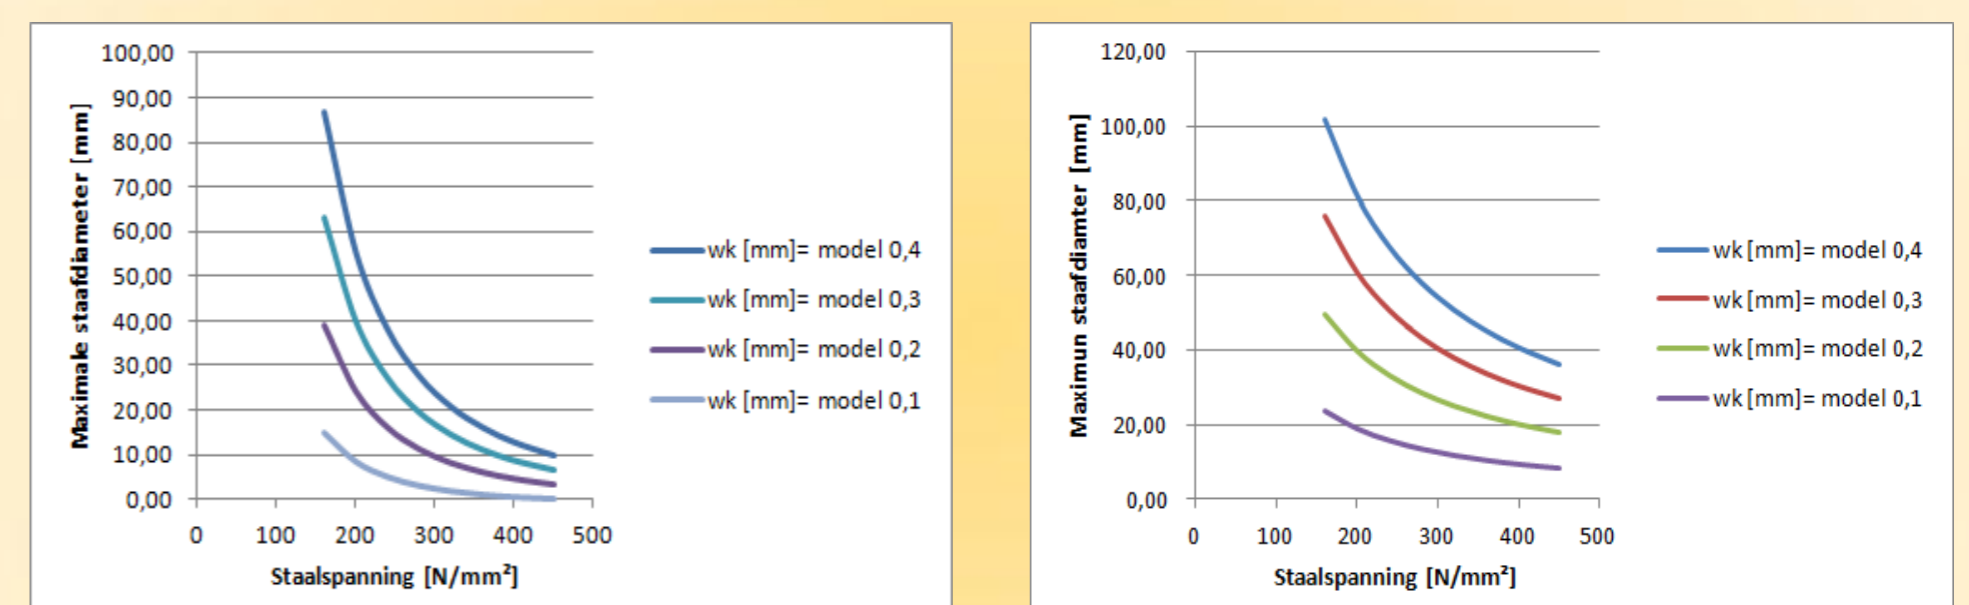 100,00
90,00
80,00
70,00
60,00
50,00
40,00
30,00
20,00
10,00
0,00
0 100 200 300 400 500
Maximale staafdiameter [mm]
Staalspanning [N/mm²]
wk [mm]= model 0,4
wk [mm]= model 0,3
wk [mm]= model 0,2
wk [mm]= model 0,1
120,00
100,00
80,00
60,00
40,00
20,00
0,00
0 100 200 300 400 500
Maximun staafdiamter [mm]
Staalspanning [N/mm²]
wk [mm]= model 0,4
wk [mm]= model 0,3
wk [mm]= model 0,2
wk [mm]= model 0,1